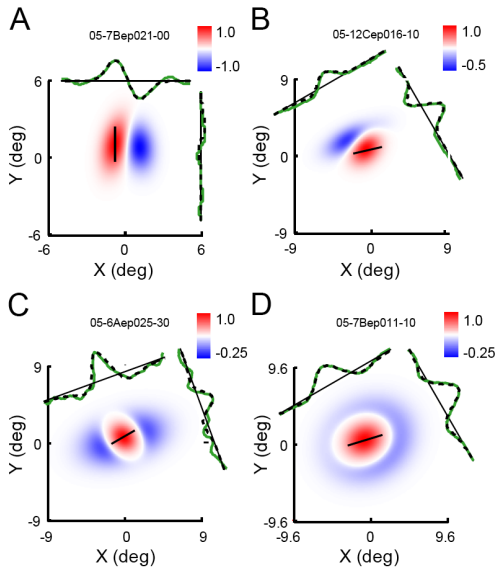 A
05-7Bep021-00
1.0
-1.0
6
0
-6
Y (deg)
-6
0
6
X (deg)
B
05-12Cep016-10
1.0
-0.5
9
0
-9
Y (deg)
-9
0
9
X (deg)
C
05-6Aep025-30
1.0
-0.25
9
0
-9
Y (deg)
-9
0
9
X (deg)
D
05-7Bep011-10
1.0
-0.25
9.6
0
-9.6
Y (deg)
-9.6
0
9.6
X (deg)